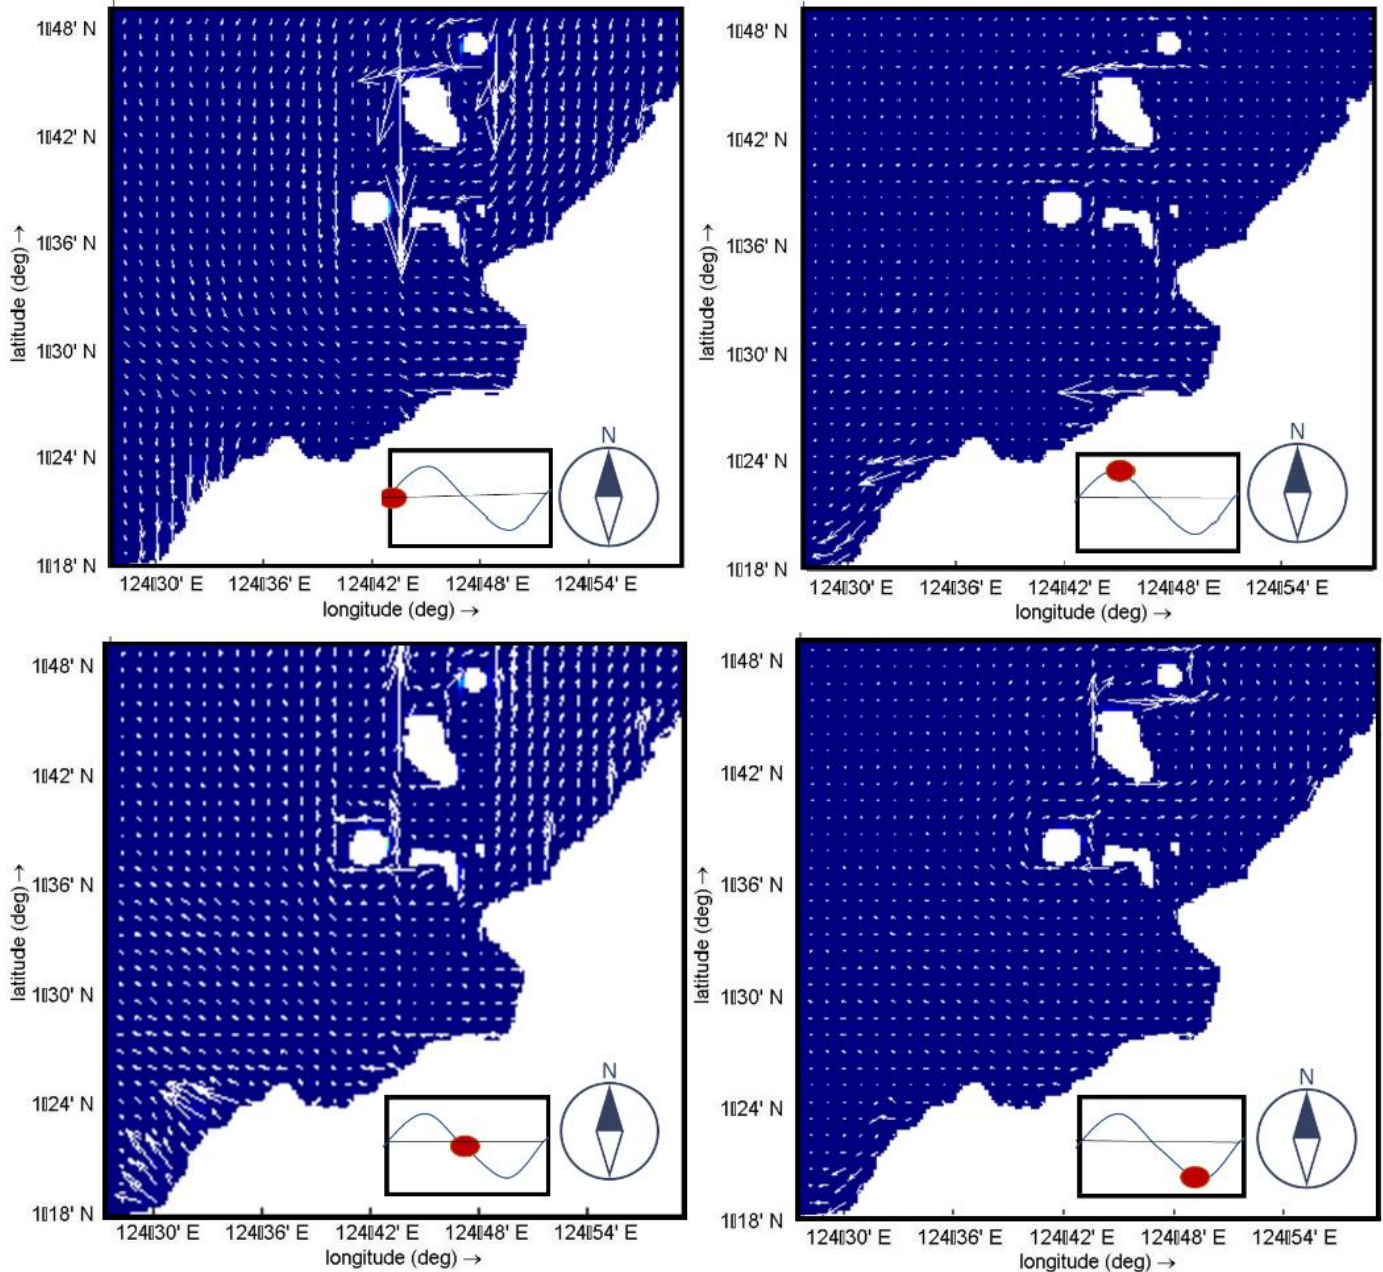 1▯48' N
1▯42' N
1▯36' N
1▯30' N
1▯24' N
1▯18' N
latitude (deg) →
N
124▯30' E 124▯36' E 124▯42' E 124▯48' E 124▯54' E
longitude (deg) →
1▯48' N
1▯42' N
1▯36' N
1▯30' N
1▯24' N
1▯18' N
latitude (deg) →
N
124▯30' E 124▯36' E 124▯42' E 124▯48' E 124▯54' E
longitude (deg) →
1▯48' N
1▯42' N
1▯36' N
1▯30' N
1▯24' N
1▯18' N
latitude (deg) →
N
124▯30' E 124▯36' E 124▯42' E 124▯48' E 124▯54' E
longitude (deg) →
1▯48' N
1▯42' N
1▯36' N
1▯30' N
1▯24' N
1▯18' N
latitude (deg) →
N
124▯30' E 124▯36' E 124▯42' E 124▯48' E 124▯54' E
longitude (deg) →